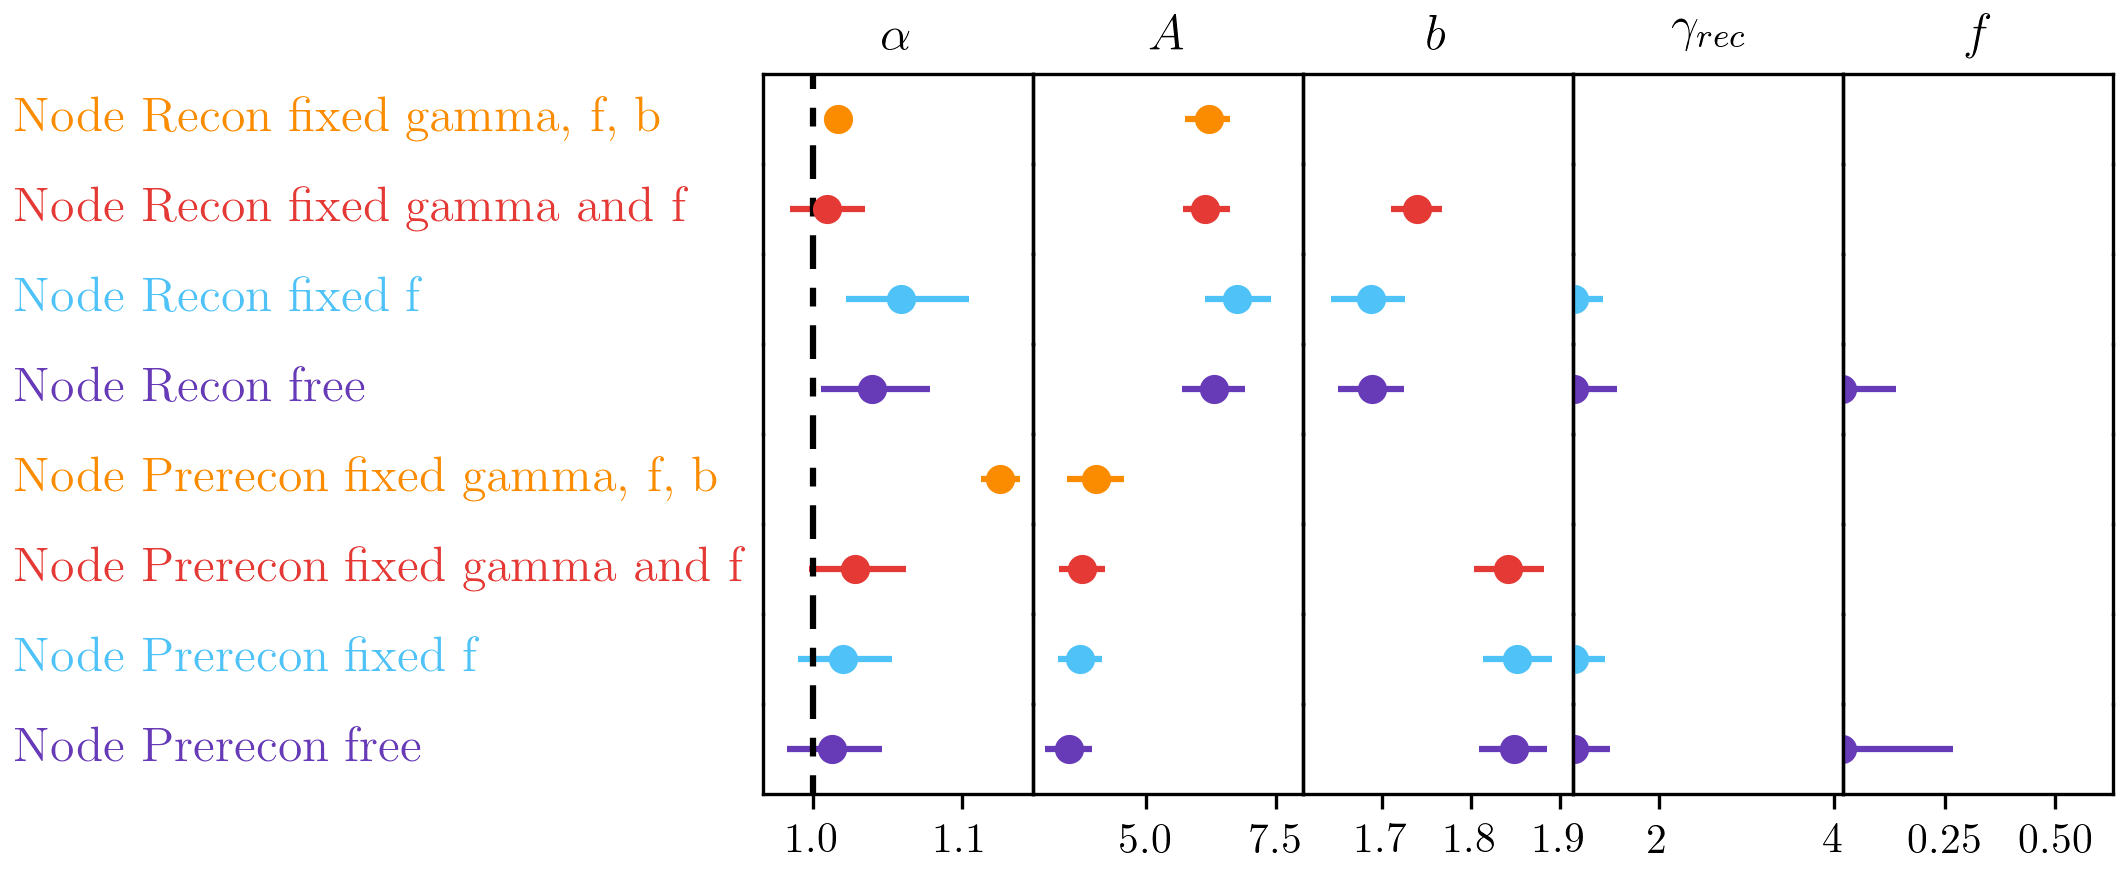 α A b γrec f
Node Recon fixed gamma, f, b
Node Recon fixed gamma and f
Node Recon fixed f
Node Recon free
Node Prerecon fixed gamma, f, b
Node Prerecon fixed gamma and f
Node Prerecon fixed f
Node Prerecon free
1.0 1.1 5.0 7.5 1.7 1.8 1.9 2 4 0.25 0.50